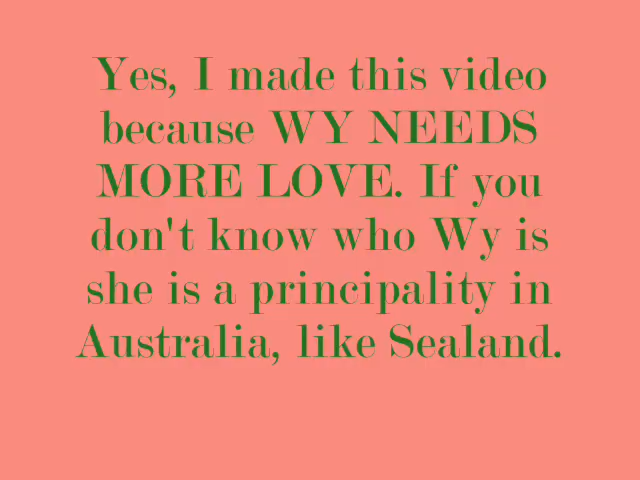 Yes, I made this video
because WY NEEDS
MORE LOVE. If you
don't know who Wy is
she is a principality in
Australia, like Sealand.